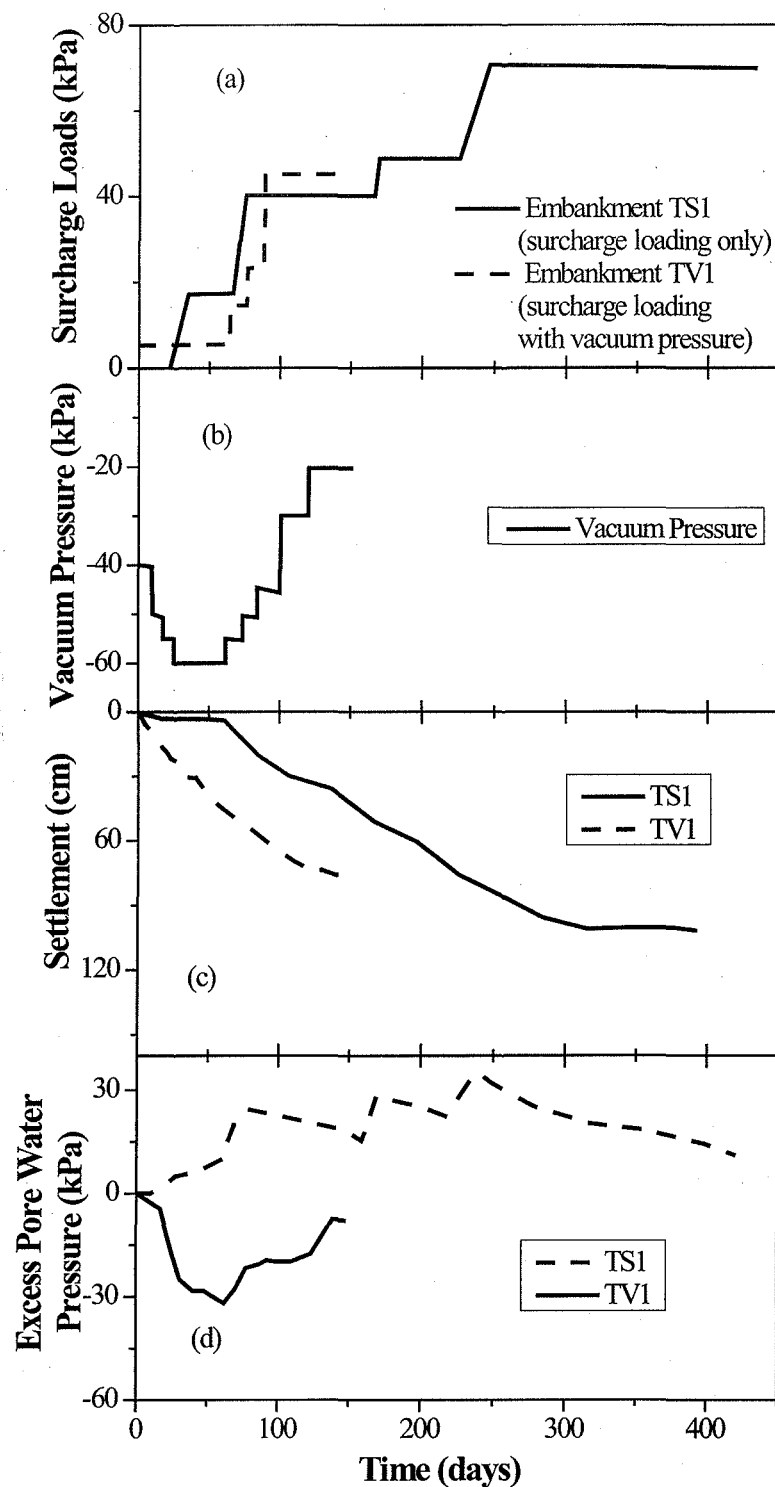 80
40
0
Surcharge Loads (kPa)
(a)
Embankment TS1
(surcharge loading only)
Embankment TV1
(surcharge loading
with vacuum pressure)
-20
-40
-60
Vacuum Pressure (kPa)
(b)
Vacuum Pressure
0
60
120
Settlement (cm)
(c)
TS1
TV1
30
0
-30
-60
Excess Pore Water
Pressure (kPa)
(d)
TS1
TV1
0
100
200
300
400
Time (days)